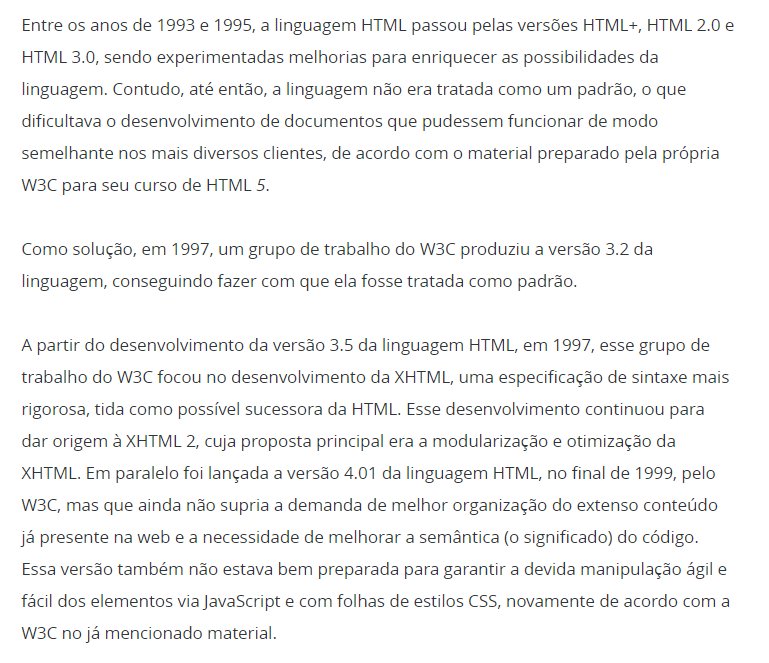 Entre os anos de 1993 e 1995, a linguagem HTML passou pelas versões HTML+, HTML 2.0 e
HTML 3.0, sendo experimentadas melhorias para enriquecer as possibilidades da
linguagem. Contudo, até então, a linguagem não era tratada como um padrão, o que
dificultava o desenvolvimento de documentos que pudessem funcionar de modo
semelhante nos mais diversos clientes, de acordo com o material preparado pela própria
W3C para seu curso de HTML 5.
Como solução, em 1997, um grupo de trabalho do W3C produziu a versão 3.2 da
linguagem, conseguindo fazer com que ela fosse tratada como padrão.
A partir do desenvolvimento da versão 3.5 da linguagem HTML, em 1997, esse grupo de
trabalho do W3C focou no desenvolvimento da XHTML, uma especificação de sintaxe mais
rigorosa, tida como possível sucessora da HTML. Esse desenvolvimento continuou para
dar origem à XHTML 2, cuja proposta principal era a modularização e otimização da
XHTML. Em paralelo foi lançada a versão 4.01 da linguagem HTML, no final de 1999, pelo
W3C, mas que ainda não supria a demanda de melhor organização do extenso conteúdo
já presente na web e a necessidade de melhorar a semântica (o significado) do código.
Essa versão também não estava bem preparada para garantir a devida manipulação ágil e
fácil dos elementos via JavaScript e com folhas de estilos CSS, novamente de acordo com a
W3C no já mencionado material.